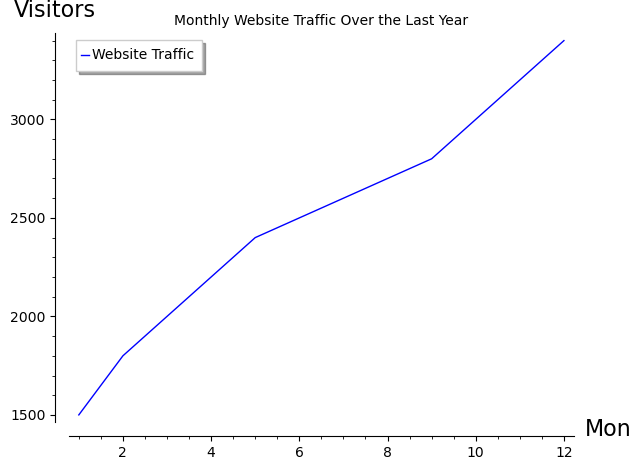 Visitors
Monthly Website Traffic Over the Last Year
Website Traffic
3000
2500
2000
1500
Mon
2 4 6 8 10 12